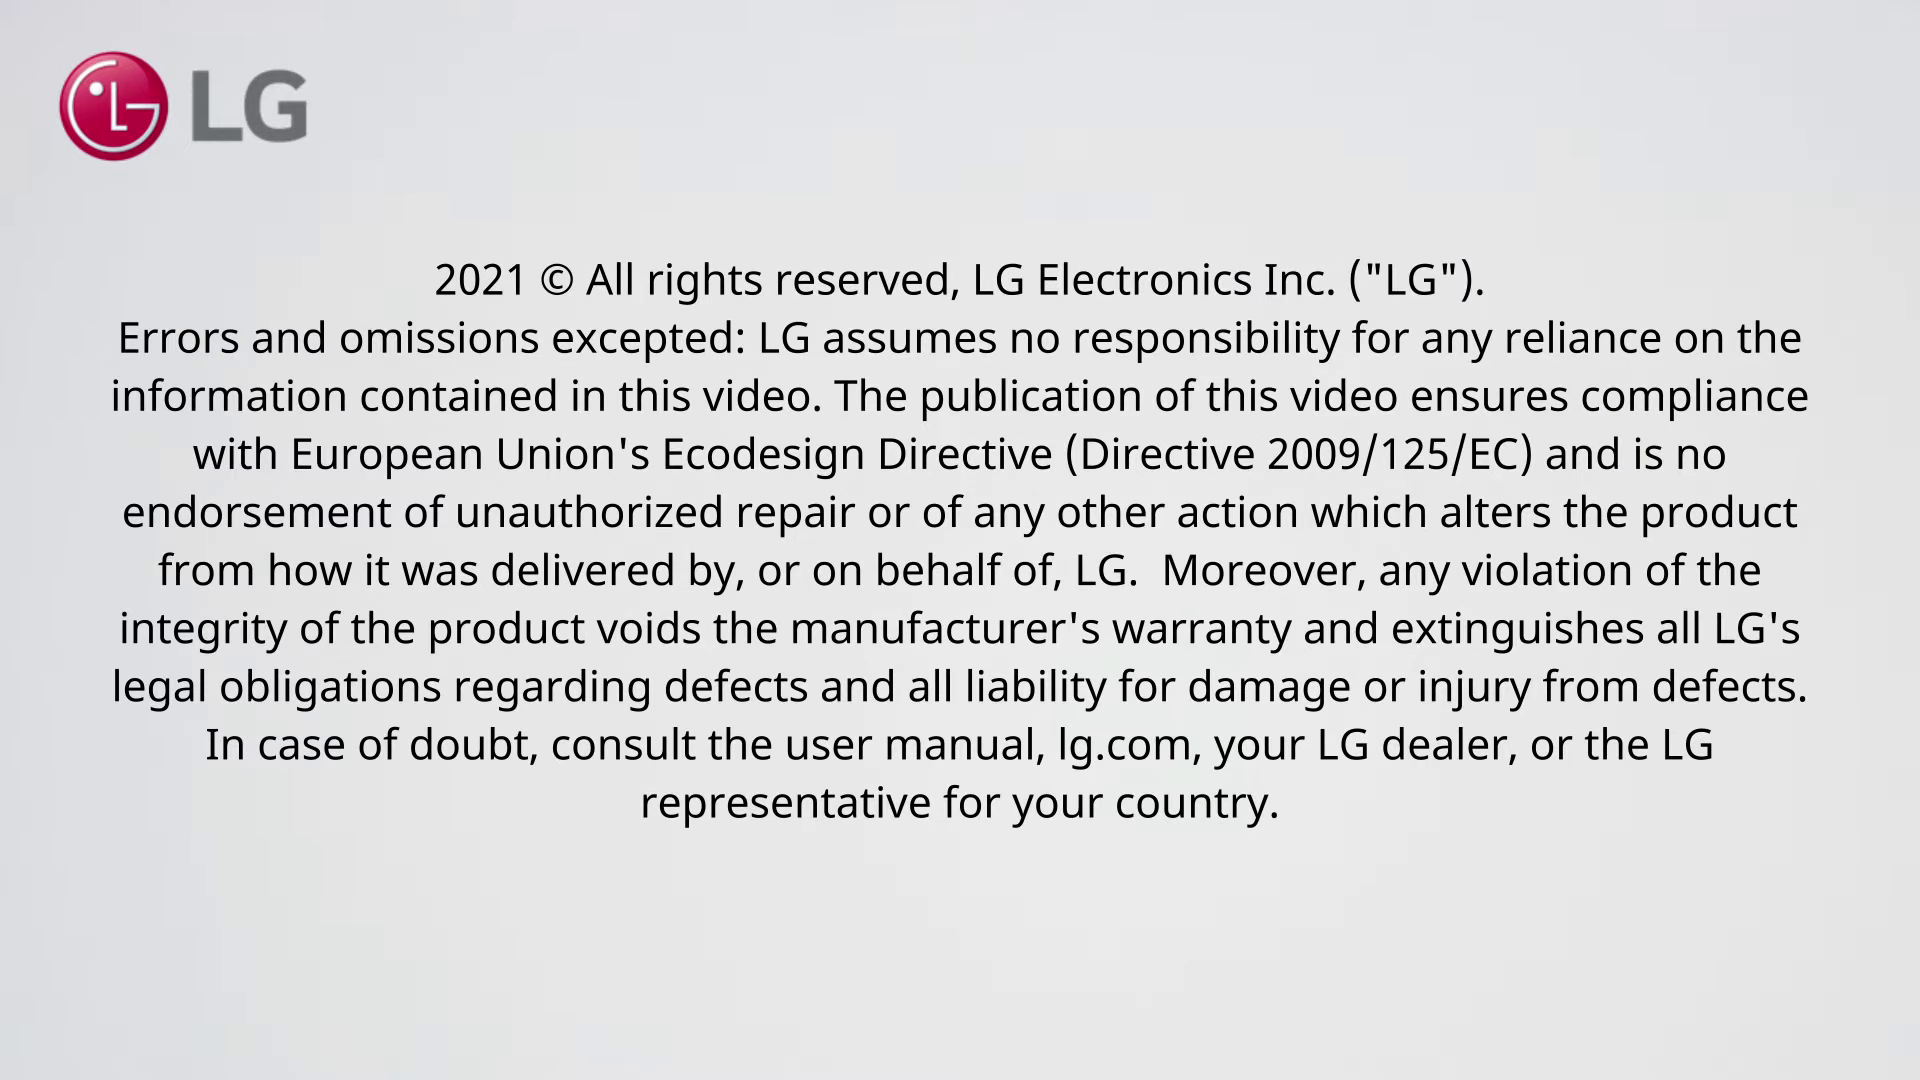 LG
2021 © All rights reserved, LG Electronics Inc. ("LG").
Errors and omissions excepted: LG assumes no responsibility for any reliance on the
information contained in this video. The publication of this video ensures compliance
with European Union's Ecodesign Directive (Directive 2009/125/EC) and is no
endorsement of unauthorized repair or of any other action which alters the product
from how it was delivered by, or on behalf of, LG.  Moreover, any violation of the
integrity of the product voids the manufacturer's warranty and extinguishes all LG's
legal obligations regarding defects and all liability for damage or injury from defects.
In case of doubt, consult the user manual, lg.com, your LG dealer, or the LG
representative for your country.